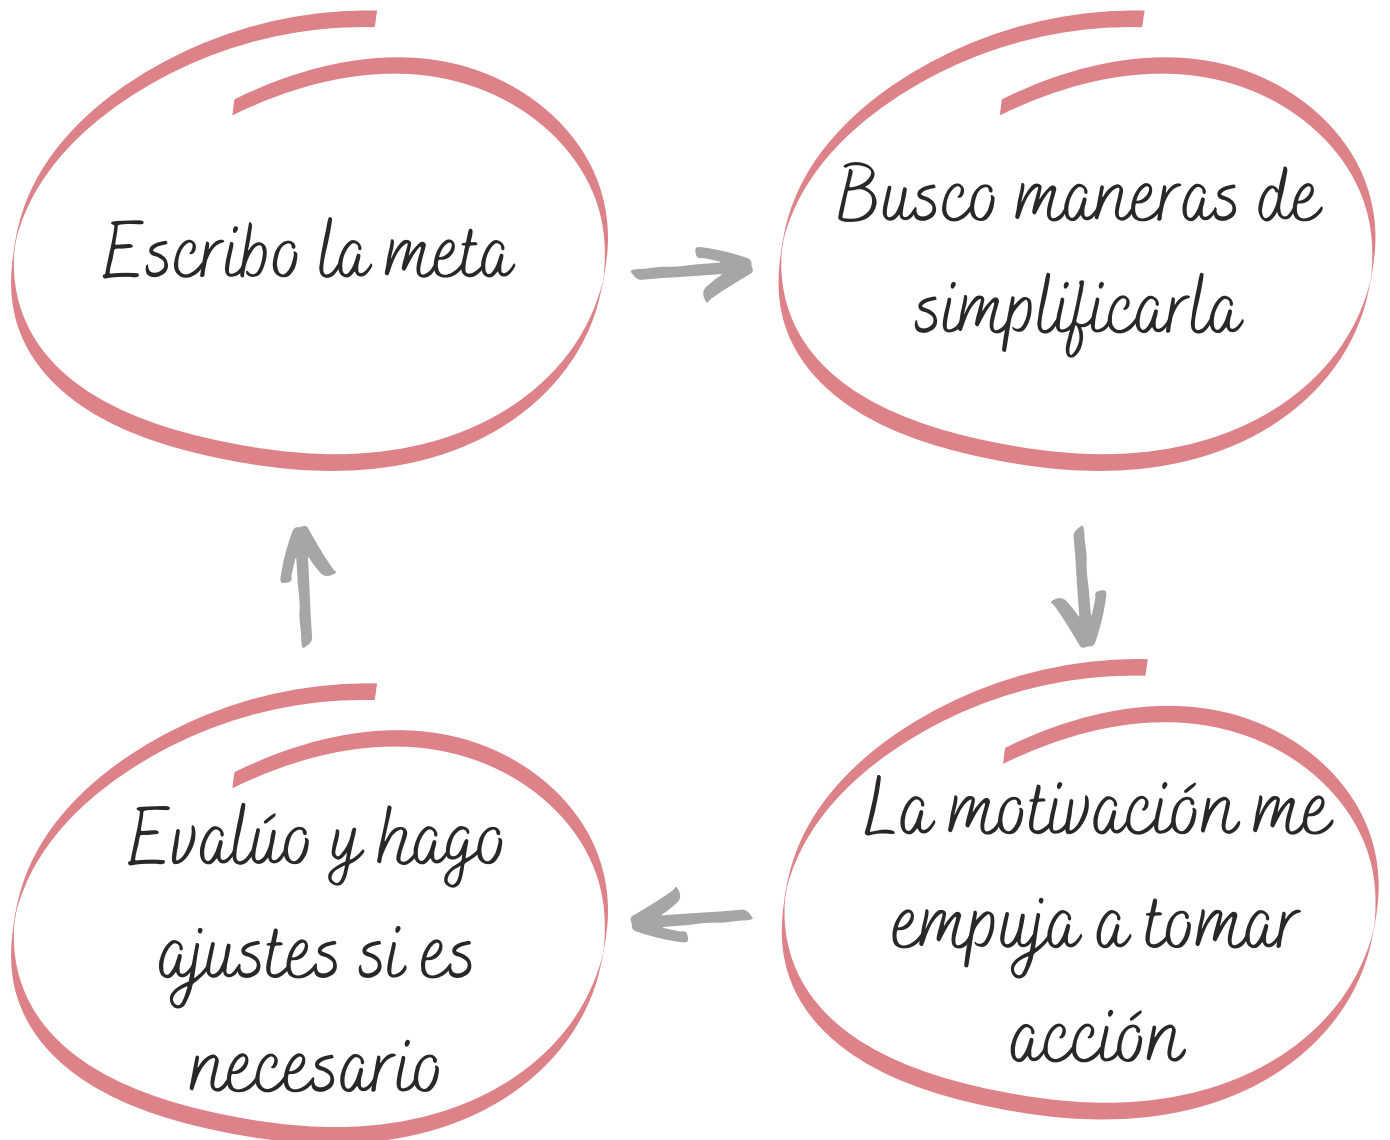 Escribo la meta
Busco maneras de
simplificarla
La motivación me
empuja a tomar
acción
Evalúo y hago
ajustes si es
necesario